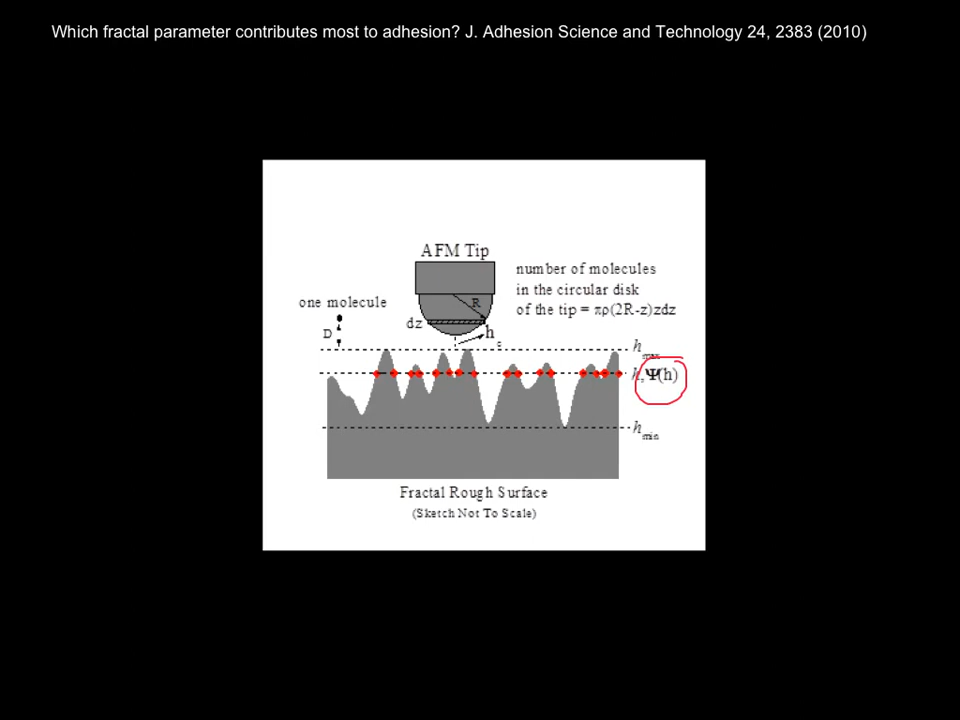 Which fractal parameter contributes most to adhesion? J. Adhesion Science and Technology 24, 2383 (2010)
AFM Tip
number of molecules
in the circular disk
of the tip = πρ(2R-z)zdz
one molecule
R
dz
D
h
c
h max
h, Ψ(h)
h min
Fractal Rough Surface
(Sketch Not To Scale)